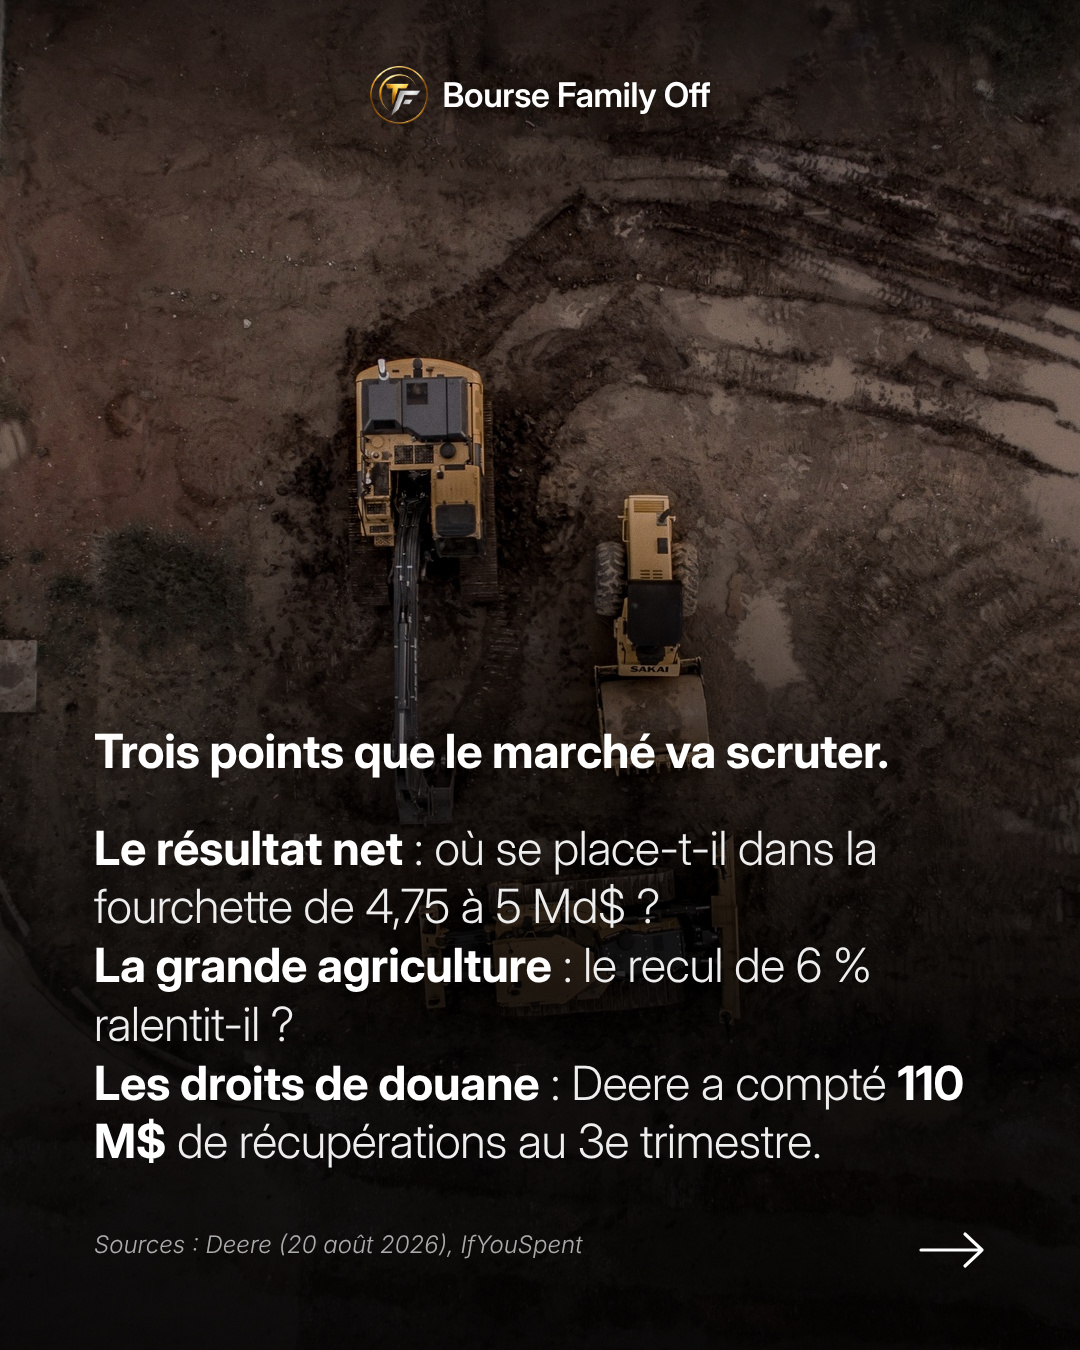 TF
Bourse Family Off
SAKAI
Trois points que le marché va scruter.
Le résultat net : où se place-t-il dans la
fourchette de 4,75 à 5 Md$ ?
La grande agriculture : le recul de 6 %
ralentit-il ?
Les droits de douane : Deere a compté 110
M$ de récupérations au 3e trimestre.
Sources : Deere (20 août 2026), IfYouSpent